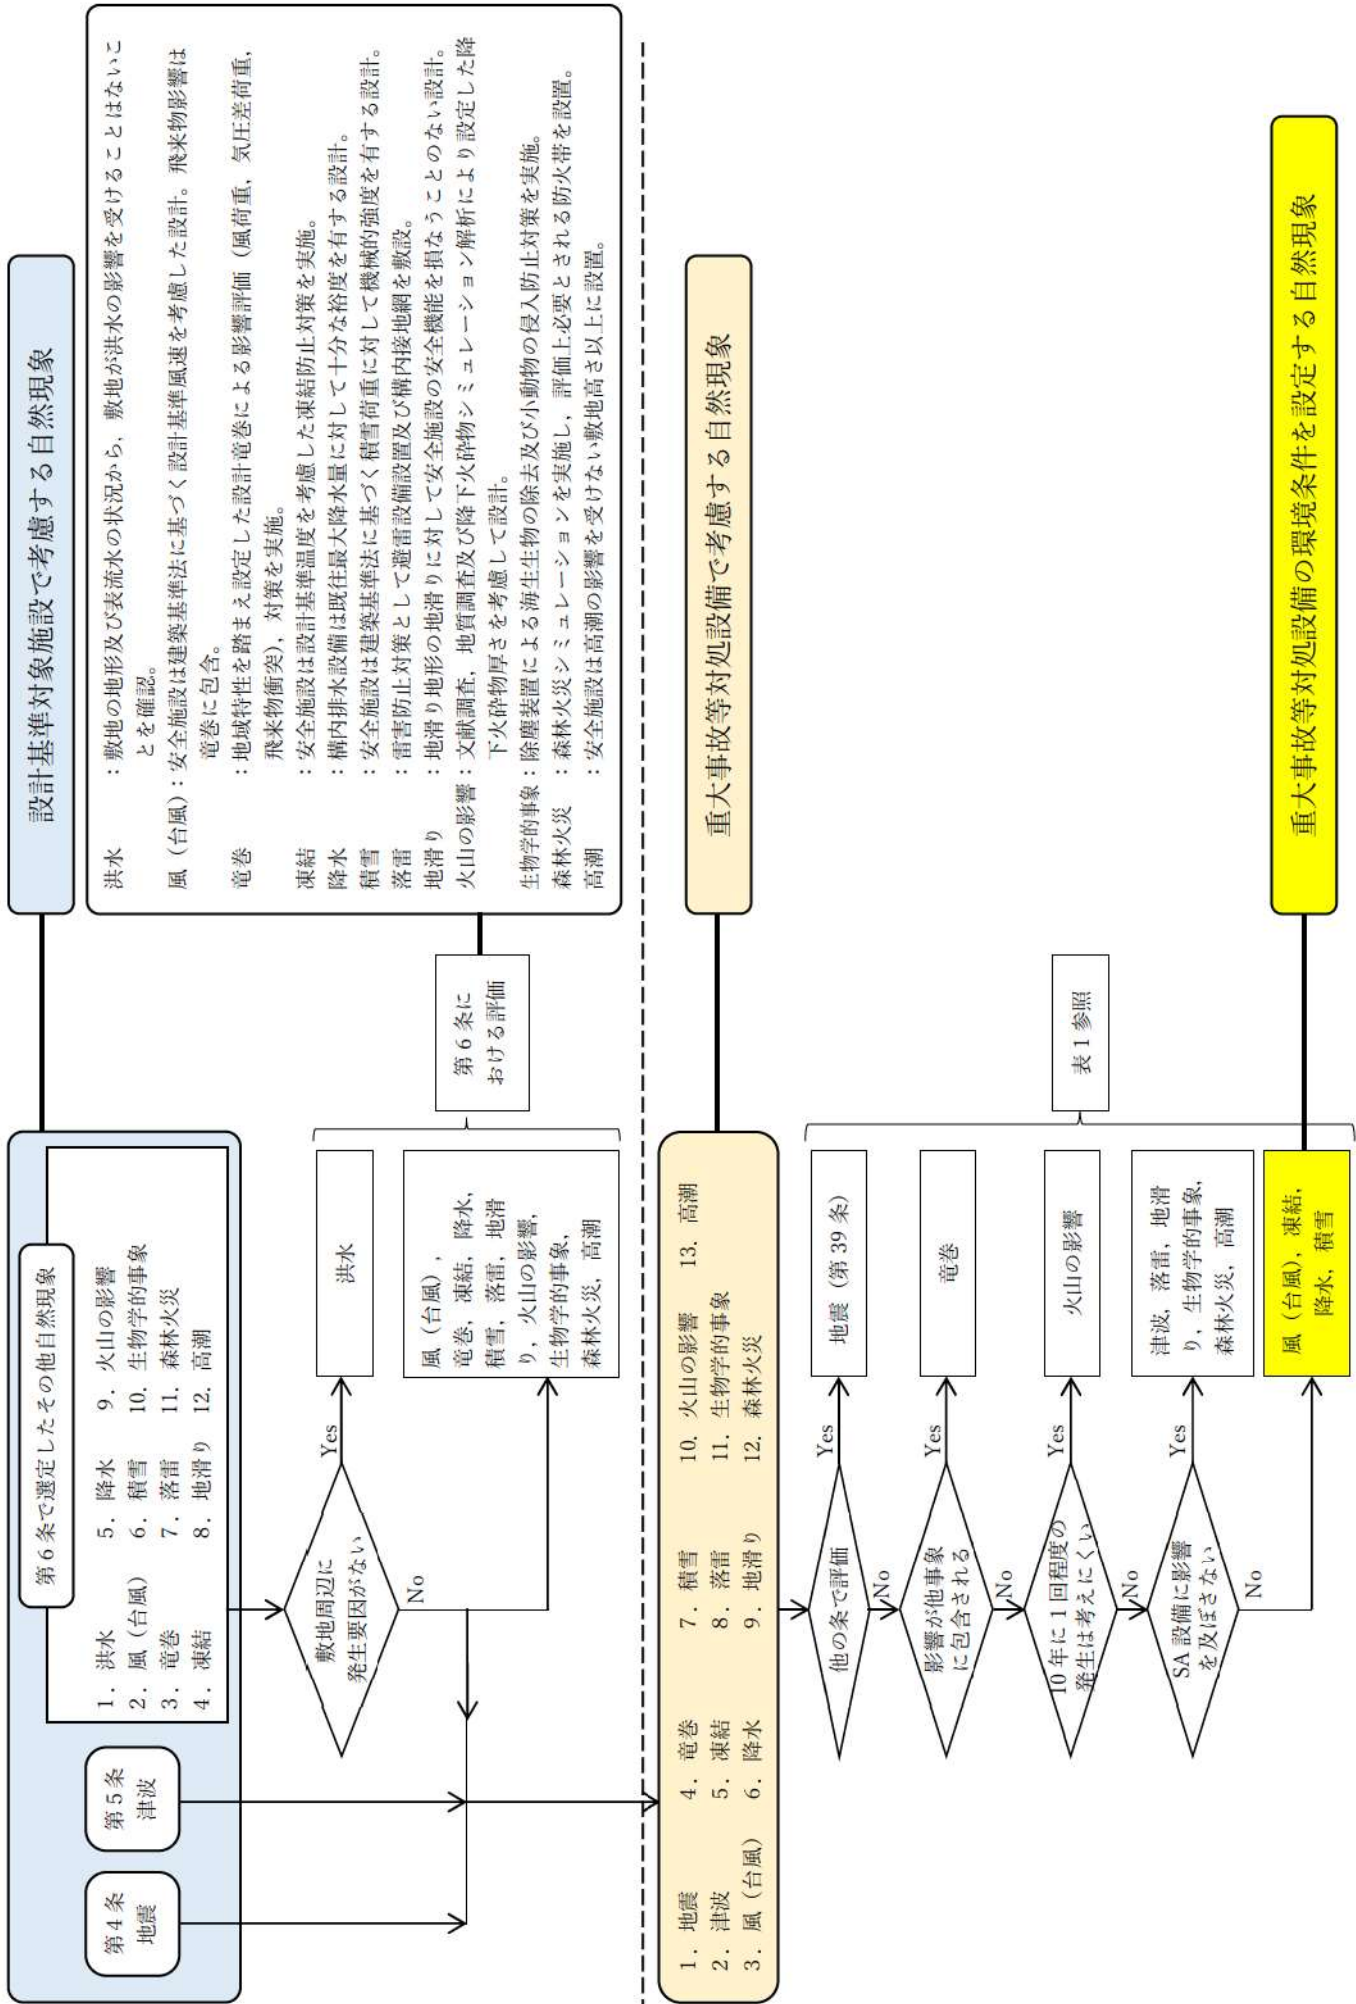 設計基準対象施設で考慮する自然現象
第6条で選定したその他自然現象
第4条
地震
第5条
津波
1. 洪水
2. 風(台風)
3. 竜巻
4. 凍結
5. 降水
6. 積雪
7. 落雷
8. 地滑り
9. 火山の影響
10. 生物学的事象
11. 森林火災
12. 高潮
敷地周辺に
発生要因がない
Yes
No
洪水
風(台風),
竜巻, 凍結, 降水,
積雪, 落雷, 地滑
り, 火山の影響,
生物学的事象,
森林火災, 高潮
第6条に
おける評価
洪水 :敷地の地形及び表流水の状況から, 敷地が洪水の影響を受けることはないこ
とを確認。
風(台風):安全施設は建築基準法に基づく設計基準風速を考慮した設計。飛来物影響は
竜巻に包含。
竜巻 :地域特性を踏まえ設定した設計竜巻による影響評価(風荷重, 気圧差荷重,
飛来物衝突), 対策を実施。
凍結 :安全施設は設計基準温度を考慮した凍結防止対策を実施。
降水 :構内排水設備は既往最大降水量に対して十分な裕度を有する設計。
積雪 :安全施設は建築基準法に基づく積雪荷重に対して機械的強度を有する設計。
落雷 :雷害防止対策として避雷設備設置及び構内接地網を敷設。
地滑り :地滑り地形の地滑りに対して安全施設の安全機能を損なうことのない設計。
火山の影響:文献調査, 地質調査及び降下火砕物シミュレーション解析により設定した降
下火砕物厚さを考慮して設計。
生物学的事象:除塵装置による海生生物の除去及び小動物の侵入防止対策を実施。
森林火災 :森林火災シミュレーションを実施し, 評価上必要とされる防火帯を設置。
高潮 :安全施設は高潮の影響を受けない敷地高さ以上に設置。
重大事故等対処設備で考慮する自然現象
1. 地震
2. 津波
3. 風(台風)
4. 竜巻
5. 凍結
6. 降水
7. 積雪
8. 落雷
9. 地滑り
10. 火山の影響
11. 生物学的事象
12. 森林火災
13. 高潮
他の条で評価
Yes
地震(第39条)
No
影響が他事象
に包含される
Yes
竜巻
No
10年に1回程度の
発生は考えにくい
Yes
火山の影響
No
SA設備に影響
を及ぼさない
Yes
津波, 落雷, 地滑
り, 生物学的事象,
森林火災, 高潮
No
風(台風), 凍結,
降水, 積雪
表1参照
重大事故等対処設備の環境条件を設定する自然現象